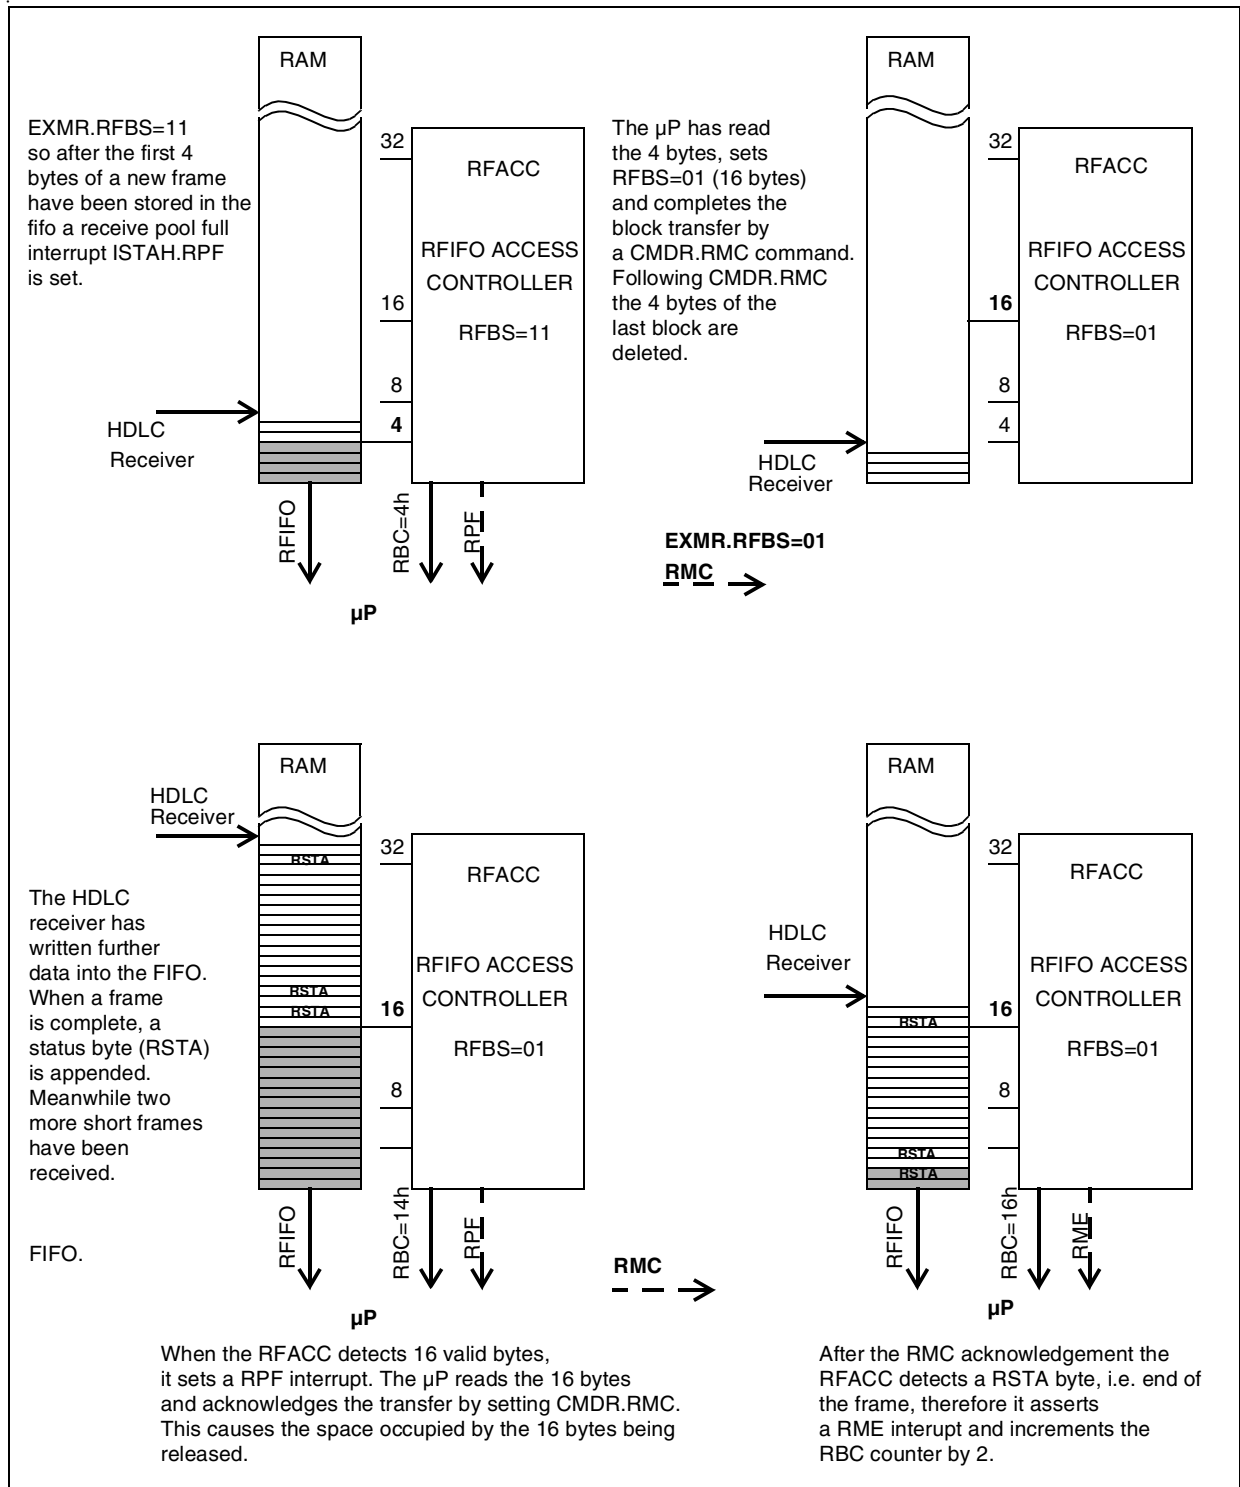 RAM
EXMR.RFBS=11
so after the first 4
bytes of a new frame
have been stored in the
fifo a receive pool full
interrupt ISTAH.RPF
is set.
32
RFACC
RFIFO ACCESS
CONTROLLER
16
RFBS=11
8
4
HDLC
Receiver
RFIFO
RBC=4h
RPF
µP
RAM
The µP has read
the 4 bytes, sets
RFBS=01 (16 bytes)
and completes the
block transfer by
a CMDR.RMC command.
Following CMDR.RMC
the 4 bytes of the
last block are
deleted.
32
RFACC
RFIFO ACCESS
CONTROLLER
16
RFBS=01
8
4
HDLC
Receiver
EXMR.RFBS=01
RMC
RAM
HDLC
Receiver
32
RSTA
RFACC
The HDLC
receiver has
written further
data into the FIFO.
When a frame
is complete, a
status byte (RSTA)
is appended.
Meanwhile two
more short frames
have been
received.
RFIFO ACCESS
CONTROLLER
RSTA
RSTA
16
RFBS=01
8
RFIFO
RBC=14h
RPF
FIFO.
µP
RMC
When the RFACC detects 16 valid bytes,
it sets a RPF interrupt. The µP reads the 16 bytes
and acknowledges the transfer by setting CMDR.RMC.
This causes the space occupied by the 16 bytes being
released.
RAM
32
RFACC
HDLC
Receiver
RFIFO ACCESS
CONTROLLER
16
RSTA
RFBS=01
8
RSTA
RSTA
RFIFO
RBC=16h
RME
µP
After the RMC acknowledgement the
RFACC detects a RSTA byte, i.e. end of
the frame, therefore it asserts
a RME interupt and increments the
RBC counter by 2.